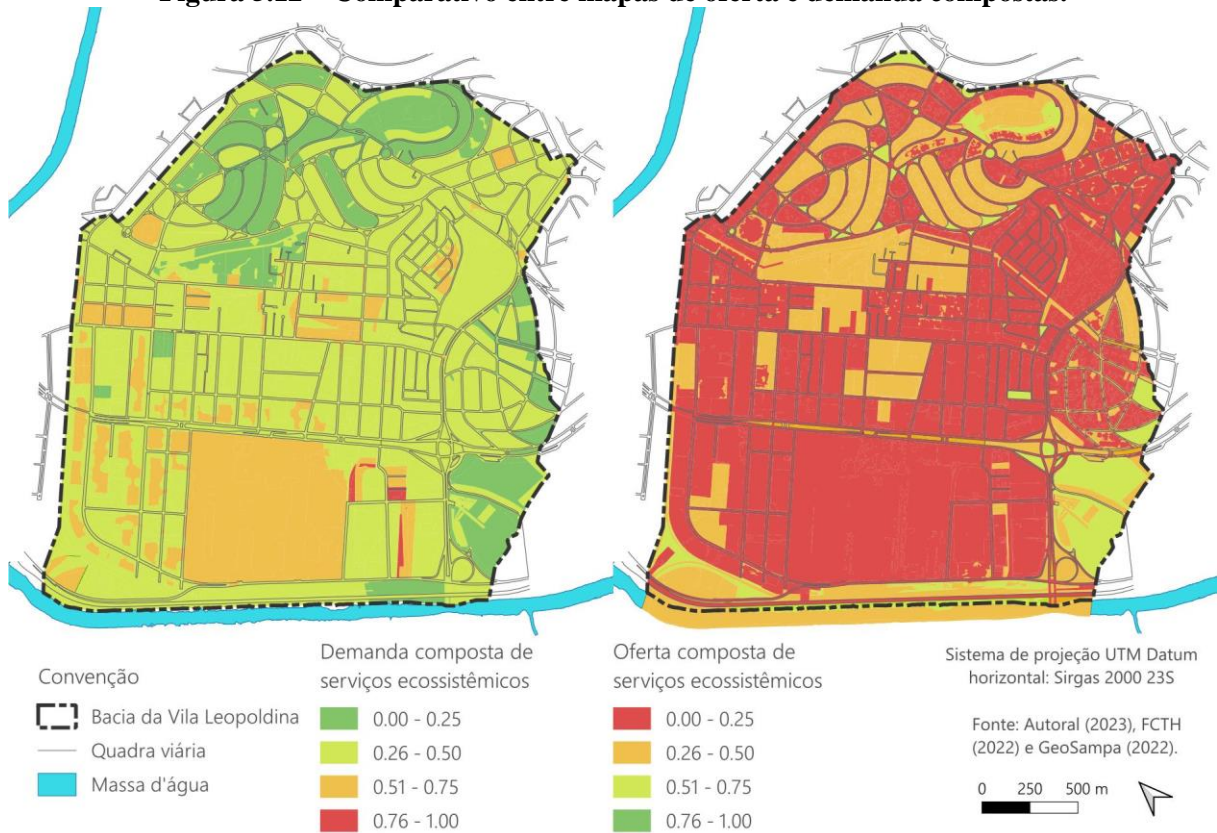 Figura 5.22 – Comparativo entre mapas de oferta e demanda compostas.
Convenção
Bacia da Vila Leopoldina
Quadra viária
Massa d'água
Demanda composta de
serviços ecossistêmicos
0.00 - 0.25
0.26 - 0.50
0.51 - 0.75
0.76 - 1.00
Oferta composta de
serviços ecossistêmicos
0.00 - 0.25
0.26 - 0.50
0.51 - 0.75
0.76 - 1.00
Sistema de projeção UTM Datum
horizontal: Sirgas 2000 23S
Fonte: Autoral (2023), FCTH
(2022) e GeoSampa (2022).
0 250 500 m